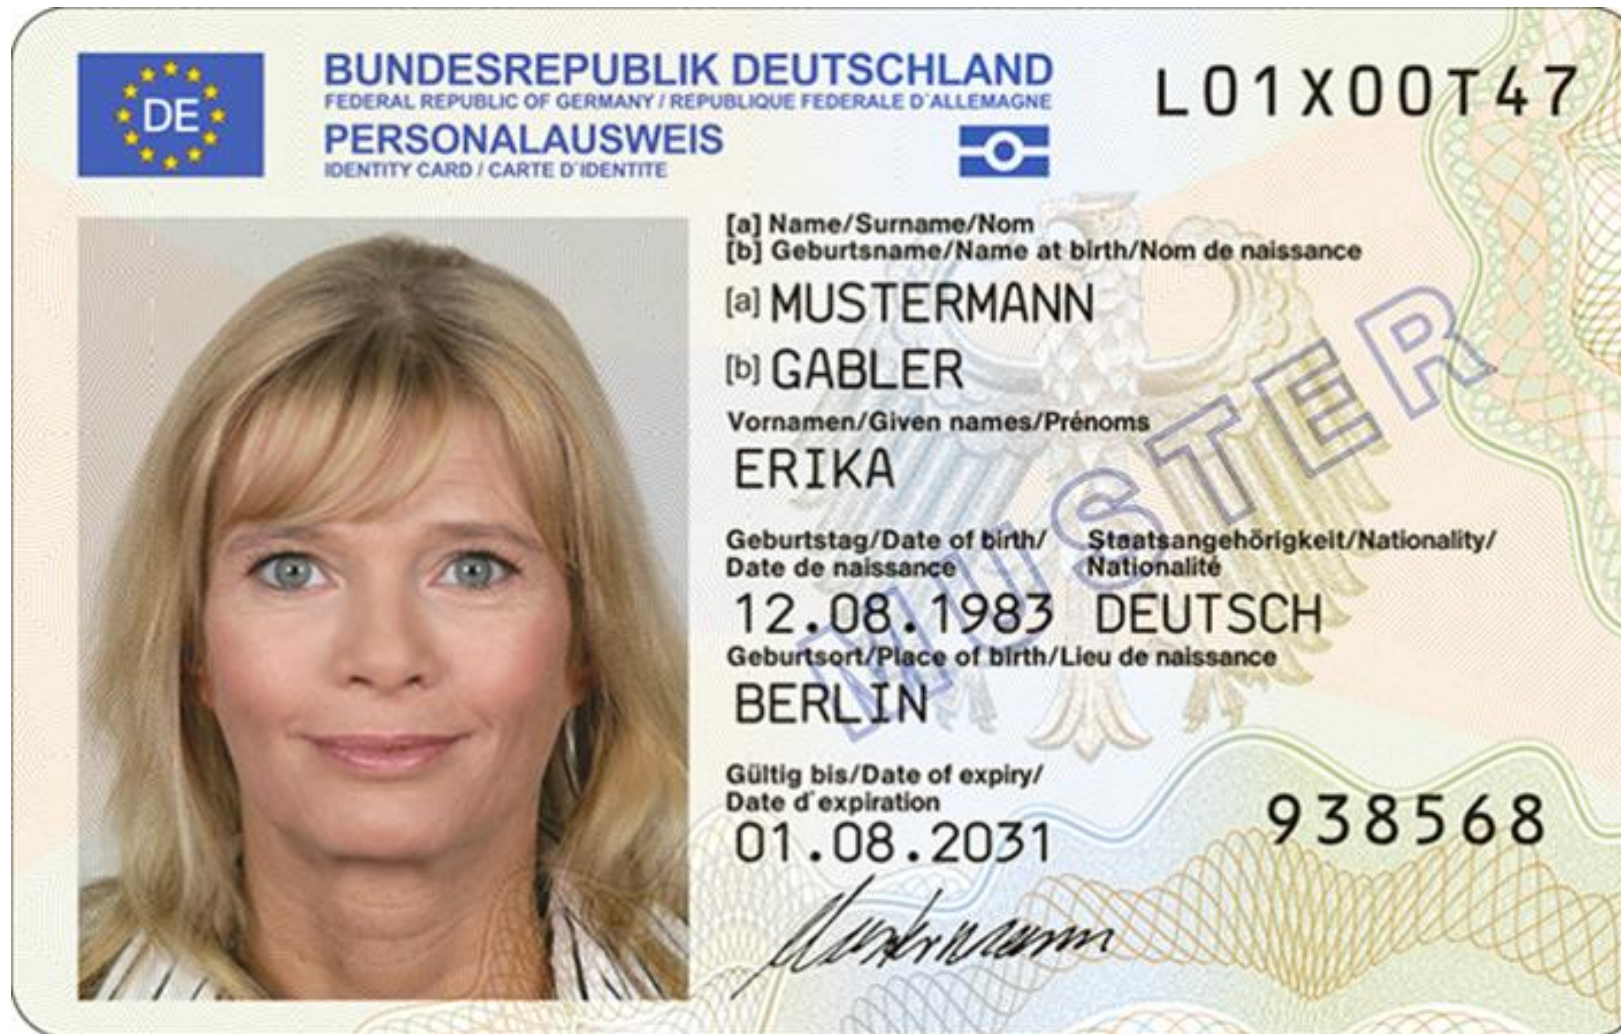 DE
BUNDESREPUBLIK DEUTSCHLAND
FEDERAL REPUBLIC OF GERMANY / REPUBLIQUE FEDERALE D'ALLEMAGNE
PERSONALAUSWEIS
IDENTITY CARD / CARTE D'IDENTITE
L01X00T47
[a] Name/Surname/Nom
[b] Geburtsname/Name at birth/Nom de naissance
[a] MUSTERMANN
[b] GABLER
Vornamen/Given names/Prénoms
ERIKA
Geburtstag/Date of birth/
Date de naissance
Staatsangehörigkeit/Nationality/
Nationalité
12.08.1983 DEUTSCH
Geburtsort/Place of birth/Lieu de naissance
BERLIN
Gültig bis/Date of expiry/
Date d'expiration
01.08.2031
938568
Mustermann
MUSTER